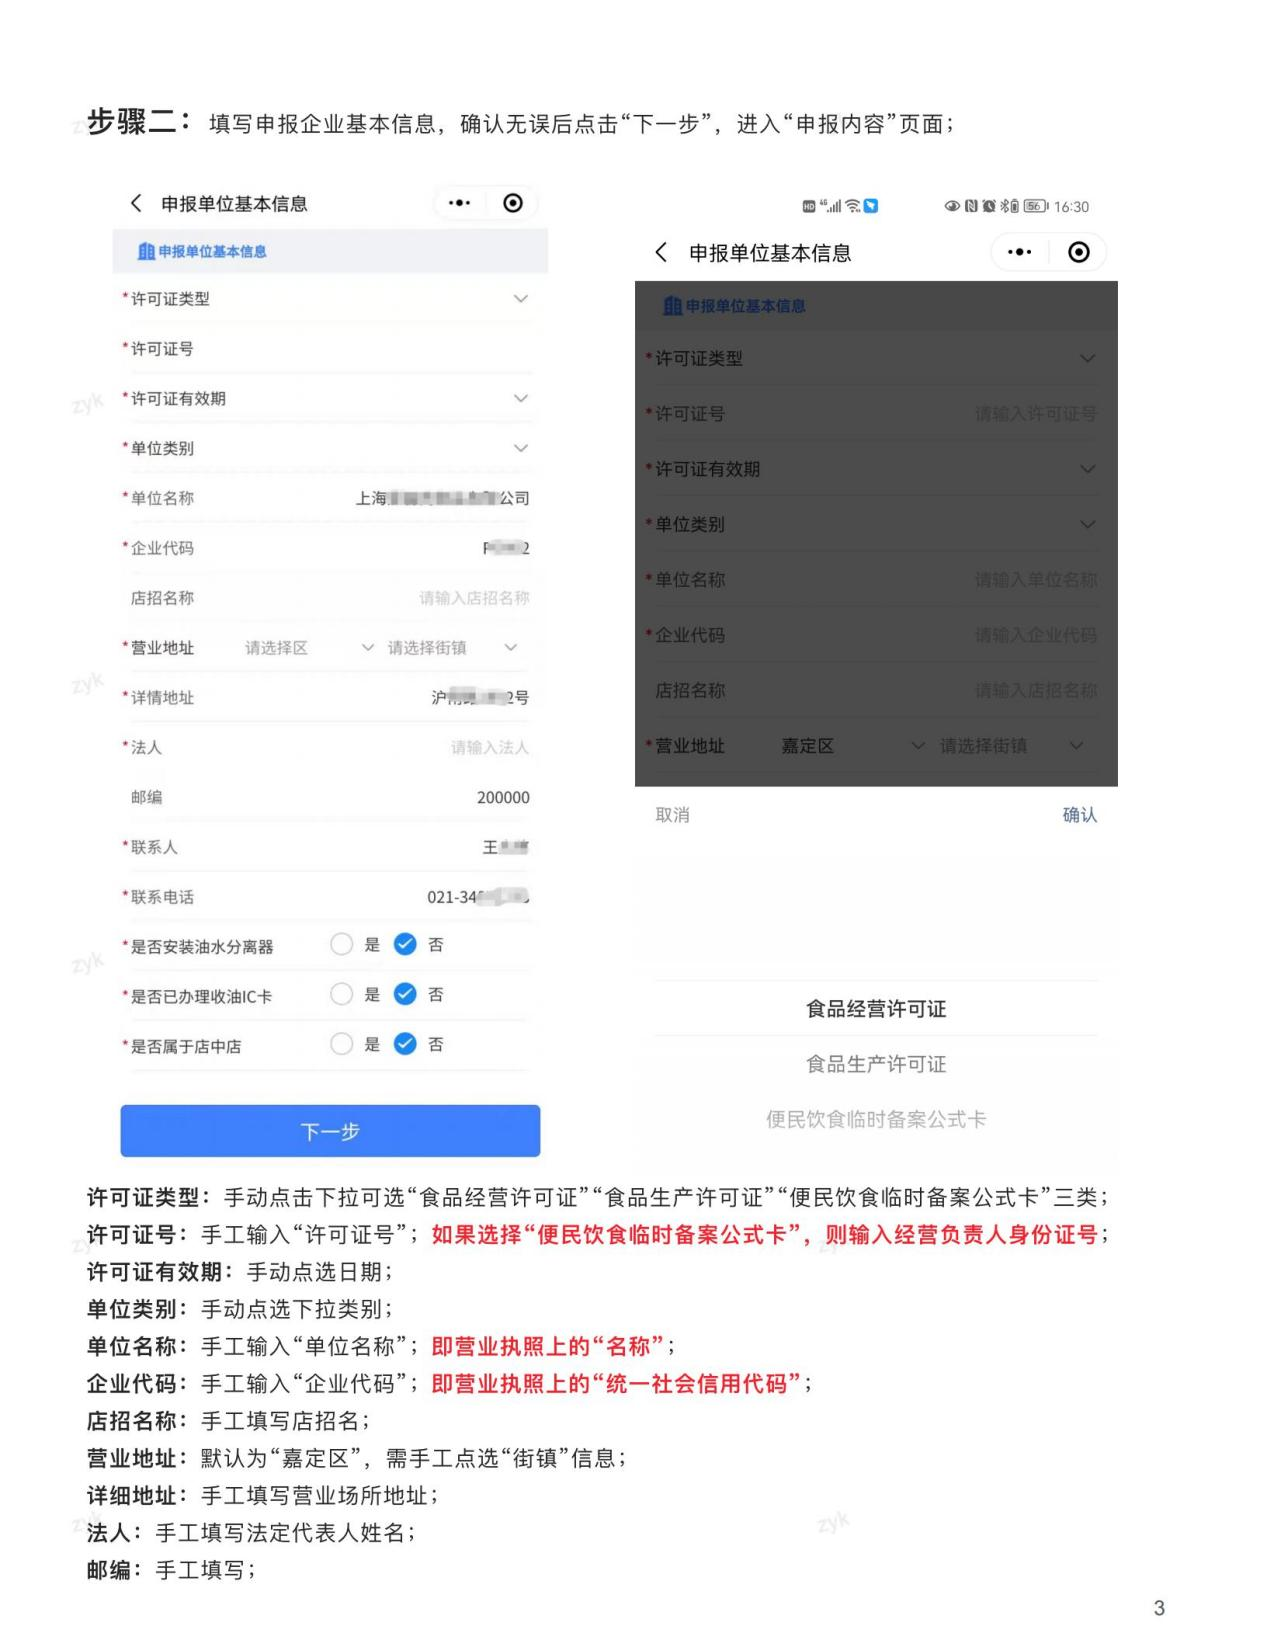 步骤二：填写申报企业基本信息，确认无误后点击“下一步”，进入“申报内容”页面；
申报单位基本信息
申报单位基本信息
*许可证类型
*许可证号
*许可证有效期
*单位类别
*单位名称 上海 公司
*企业代码 2
店招名称 请输入店招名称
*营业地址 请选择区 请选择街镇
*详情地址 沪 2号
*法人 请输入法人
邮编 200000
*联系人 王
*联系电话 021-34
*是否安装油水分离器 是 否
*是否已办理收油IC卡 是 否
*是否属于店中店 是 否
下一步
HD 4G 56 16:30
申报单位基本信息
申报单位基本信息
*许可证类型
*许可证号 请输入许可证号
*许可证有效期
*单位类别
*单位名称 请输入单位名称
*企业代码 请输入企业代码
店招名称 请输入店招名称
*营业地址 嘉定区 请选择街镇
取消 确认
食品经营许可证
食品生产许可证
便民饮食临时备案公式卡
许可证类型：手动点击下拉可选“食品经营许可证”“食品生产许可证”“便民饮食临时备案公式卡”三类；
许可证号：手工输入“许可证号”；如果选择“便民饮食临时备案公式卡”，则输入经营负责人身份证号；
许可证有效期：手动点选日期；
单位类别：手动点选下拉类别；
单位名称：手工输入“单位名称”；即营业执照上的“名称”；
企业代码：手工输入“企业代码”；即营业执照上的“统一社会信用代码”；
店招名称：手工填写店招名；
营业地址：默认为“嘉定区”，需手工点选“街镇”信息；
详细地址：手工填写营业场所地址；
法人：手工填写法定代表人姓名；
邮编：手工填写；
zyk
zyk
zyk
zyk
3